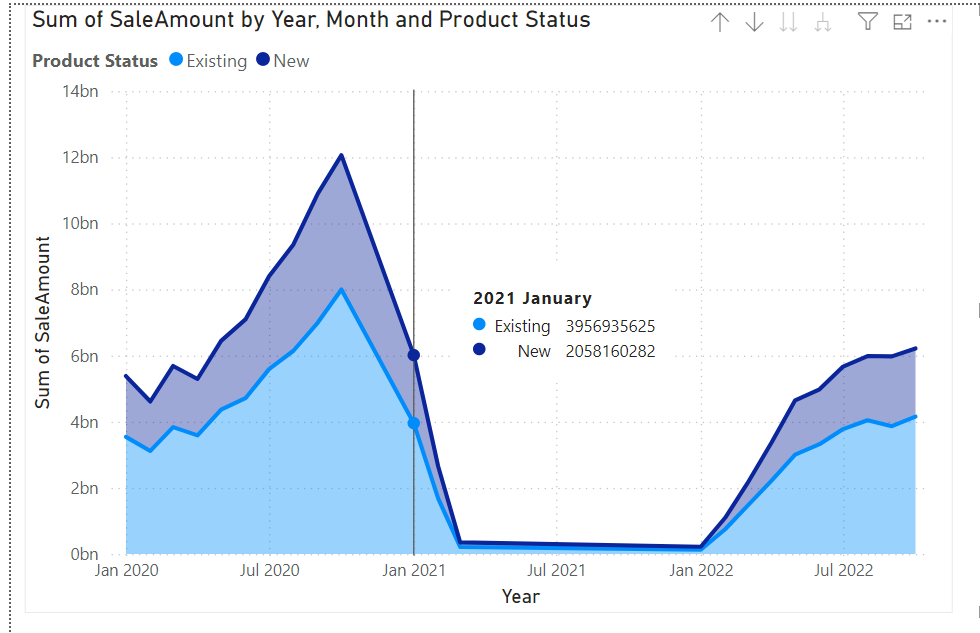 Sum of SaleAmount by Year, Month and Product Status
Product Status Existing New
14bn
12bn
10bn
8bn
6bn
4bn
2bn
0bn
Sum of SaleAmount
2021 January
Existing 3956935625
New 2058160282
Jan 2020 Jul 2020 Jan 2021 Jul 2021 Jan 2022 Jul 2022
Year